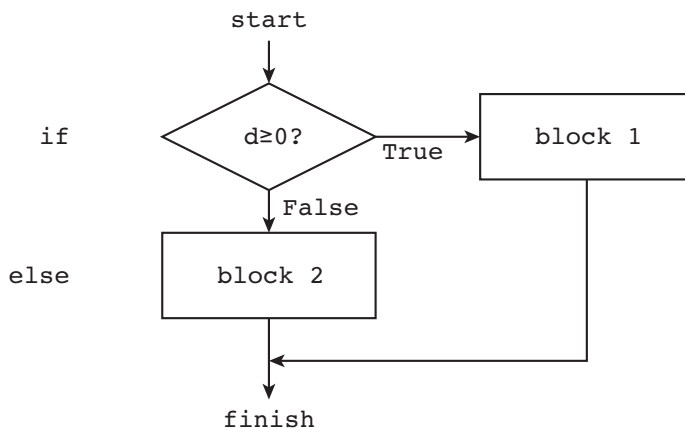 start
if
d≥0?
True
block 1
False
else
block 2
finish